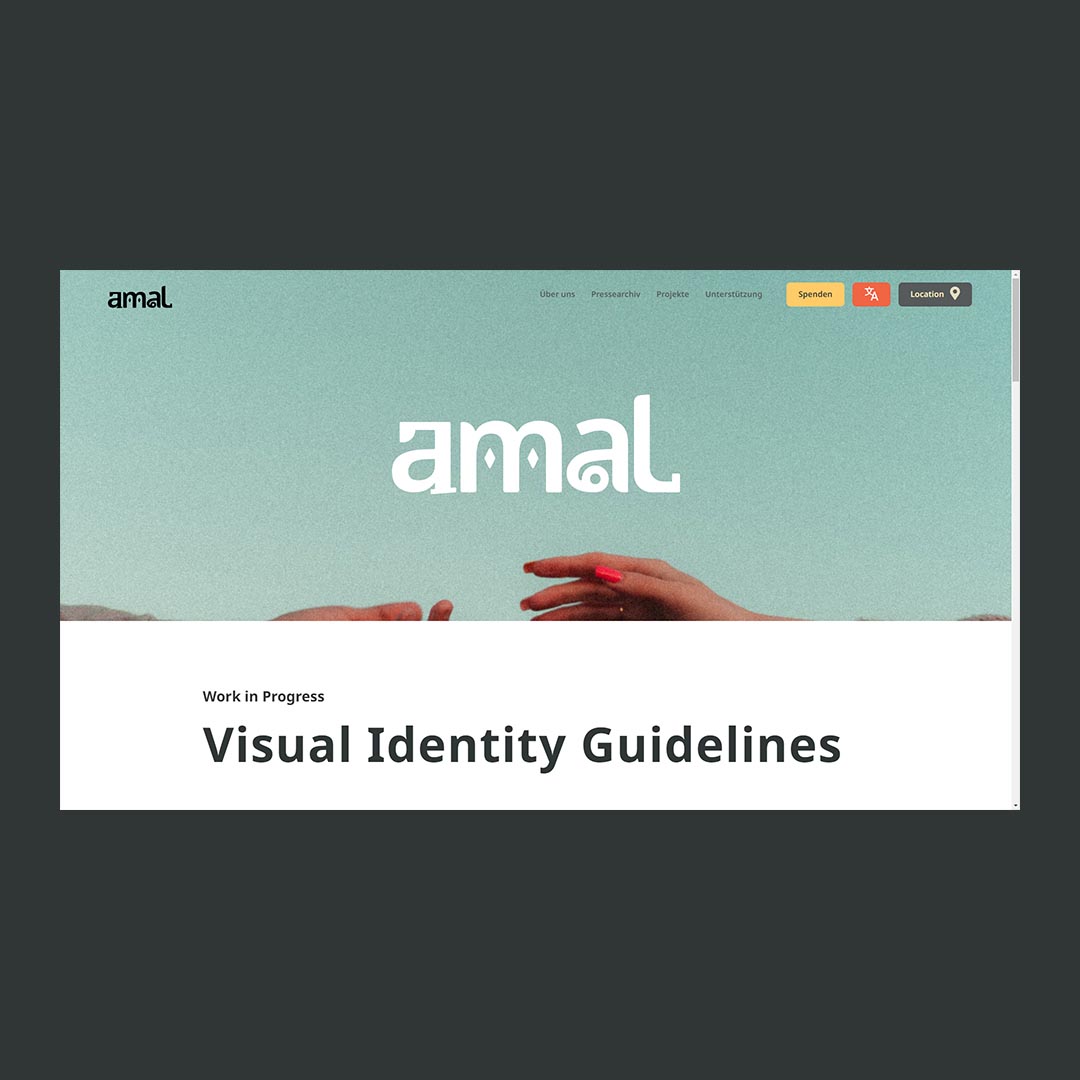 amal
Über uns Pressearchiv Projekte Unterstützung Spenden Location
amal
Work in Progress
Visual Identity Guidelines